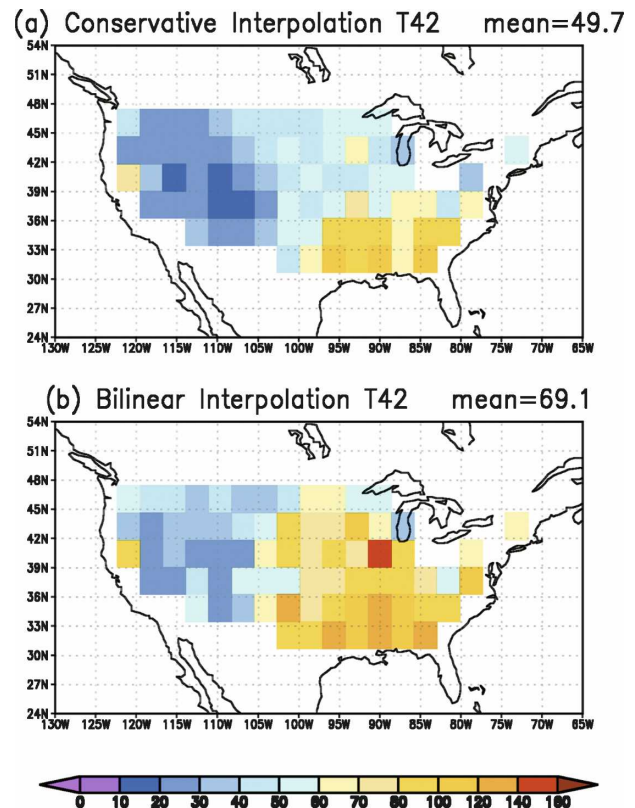 (a) Conservative Interpolation T42 mean=49.7
54N
51N
48N
45N
42N
39N
36N
33N
30N
27N
24N
130W 125W 120W 115W 110W 105W 100W 95W 90W 85W 80W 75W 70W 65W
(b) Bilinear Interpolation T42 mean=69.1
54N
51N
48N
45N
42N
39N
36N
33N
30N
27N
24N
130W 125W 120W 115W 110W 105W 100W 95W 90W 85W 80W 75W 70W 65W
0 10 20 30 40 50 60 70 80 100 120 140 160